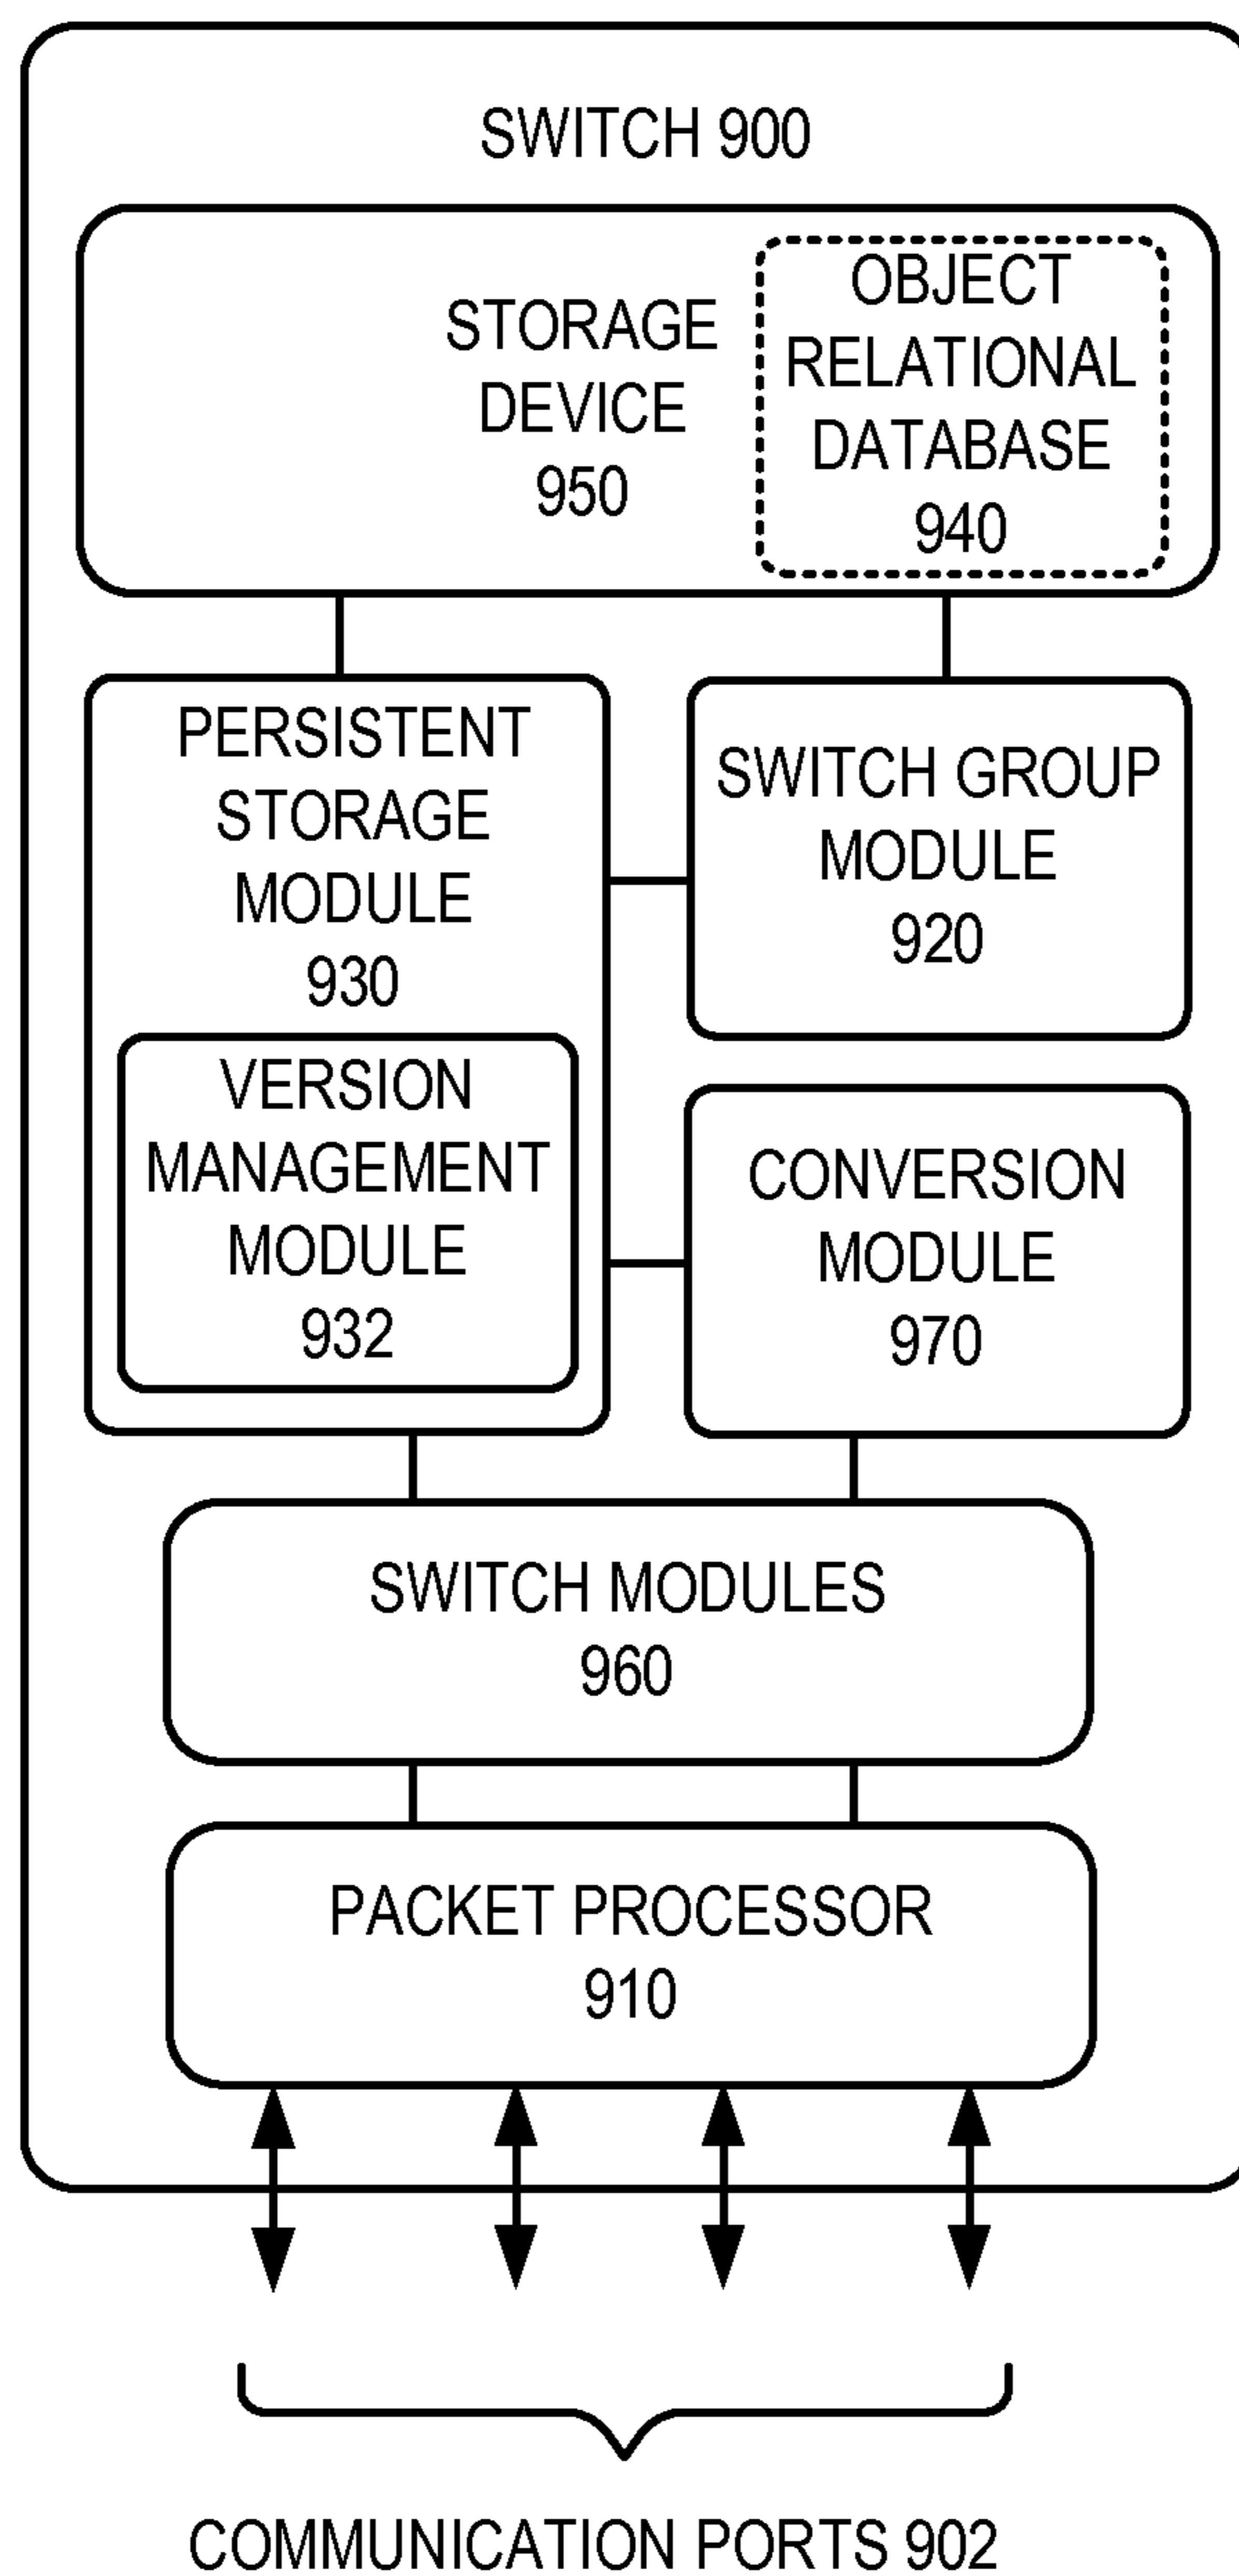 SWITCH 900
STORAGE
DEVICE
950
OBJECT
RELATIONAL
DATABASE
940
PERSISTENT
STORAGE
MODULE
930
SWITCH GROUP
MODULE
920
VERSION
MANAGEMENT
MODULE
932
CONVERSION
MODULE
970
SWITCH MODULES
960
PACKET PROCESSOR
910
COMMUNICATION PORTS 902